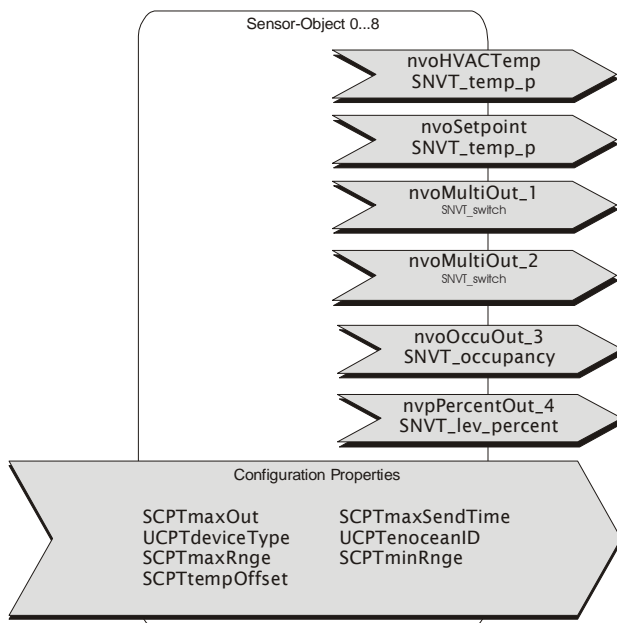 Sensor-Object 0...8
nvoHVACTemp
SNVT_temp_p
nvoSetpoint
SNVT_temp_p
nvoMultiOut_1
SNVT_switch
nvoMultiOut_2
SNVT_switch
nvoOccuOut_3
SNVT_occupancy
nvpPercentOut_4
SNVT_lev_percent
Configuration Properties
SCPTmaxOut SCPTmaxSendTime
UCPTdeviceType UCPTenoceanID
SCPTmaxRnge SCPTminRnge
SCPTtempOffset